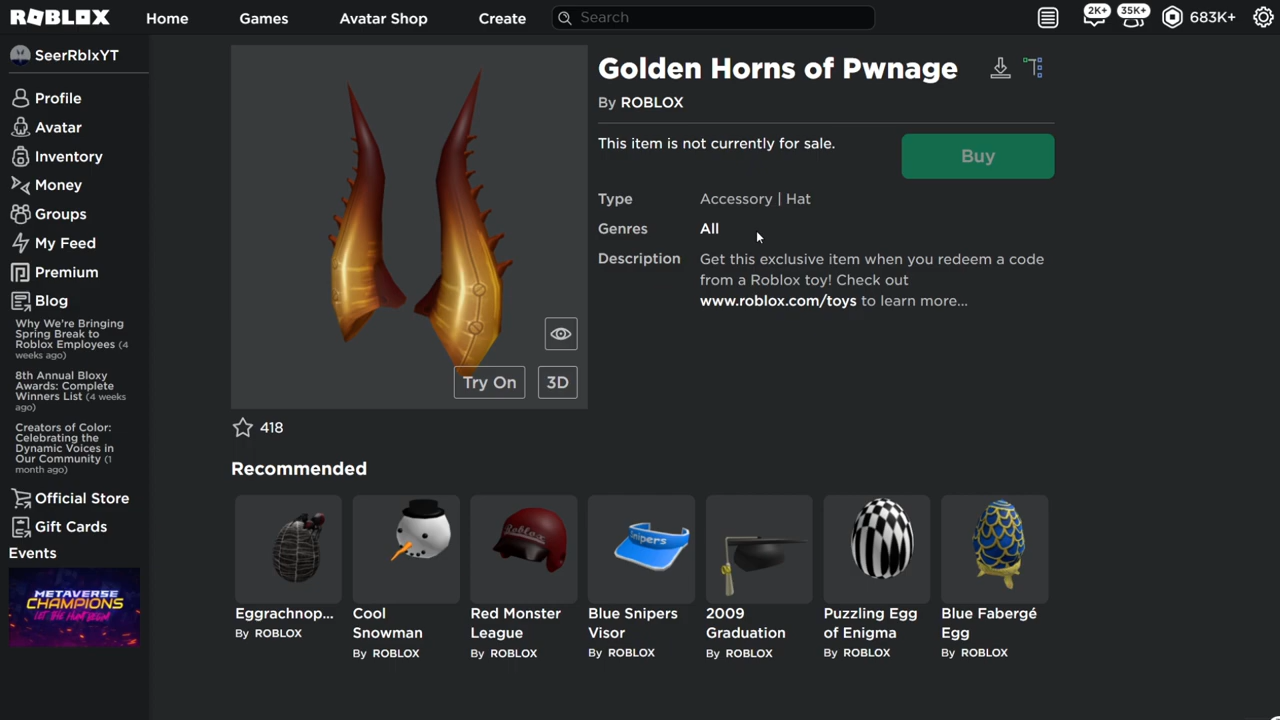 ROBLOX
Home
Games
Avatar Shop
Create
Search
2K+
35K+
683K+
SeerRblxYT
Profile
Avatar
Inventory
Money
Groups
My Feed
Premium
Blog
Why We're Bringing
Spring Break to
Roblox Employees (4
weeks ago)
8th Annual Bloxy
Awards: Complete
Winners List (4 weeks
ago)
Creators of Color:
Celebrating the
Dynamic Voices in
Our Community (1
month ago)
Official Store
Gift Cards
Events
METAVERSE
CHAMPIONS
LET THE HUNT BEGIN!
Try On
3D
418
Golden Horns of Pwnage
By ROBLOX
This item is not currently for sale.
Buy
Type Accessory | Hat
Genres All
Description Get this exclusive item when you redeem a code
from a Roblox toy! Check out
www.roblox.com/toys to learn more...
Recommended
Roblox
Snipers
Eggrachnop...
By ROBLOX
Cool
Snowman
By ROBLOX
Red Monster
League
By ROBLOX
Blue Snipers
Visor
By ROBLOX
2009
Graduation
By ROBLOX
Puzzling Egg
of Enigma
By ROBLOX
Blue Fabergé
Egg
By ROBLOX